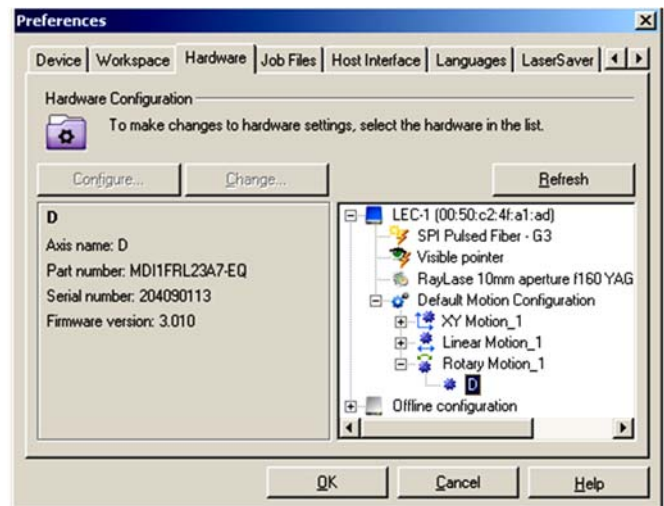 Preferences
Device Workspace Hardware Job Files Host Interface Languages LaserSaver
Hardware Configuration
To make changes to hardware settings, select the hardware in the list.
Configure... Change... Refresh
D
Axis name: D
Part number: MDI1FRL23A7-EQ
Serial number: 204090113
Firmware version: 3.010
LEC-1 (00:50:c2:4f:a1:ad)
SPI Pulsed Fiber - G3
Visible pointer
RayLase 10mm aperture f160 YAG
Default Motion Configuration
XY Motion_1
Linear Motion_1
Rotary Motion_1
D
Offline configuration
OK Cancel Help